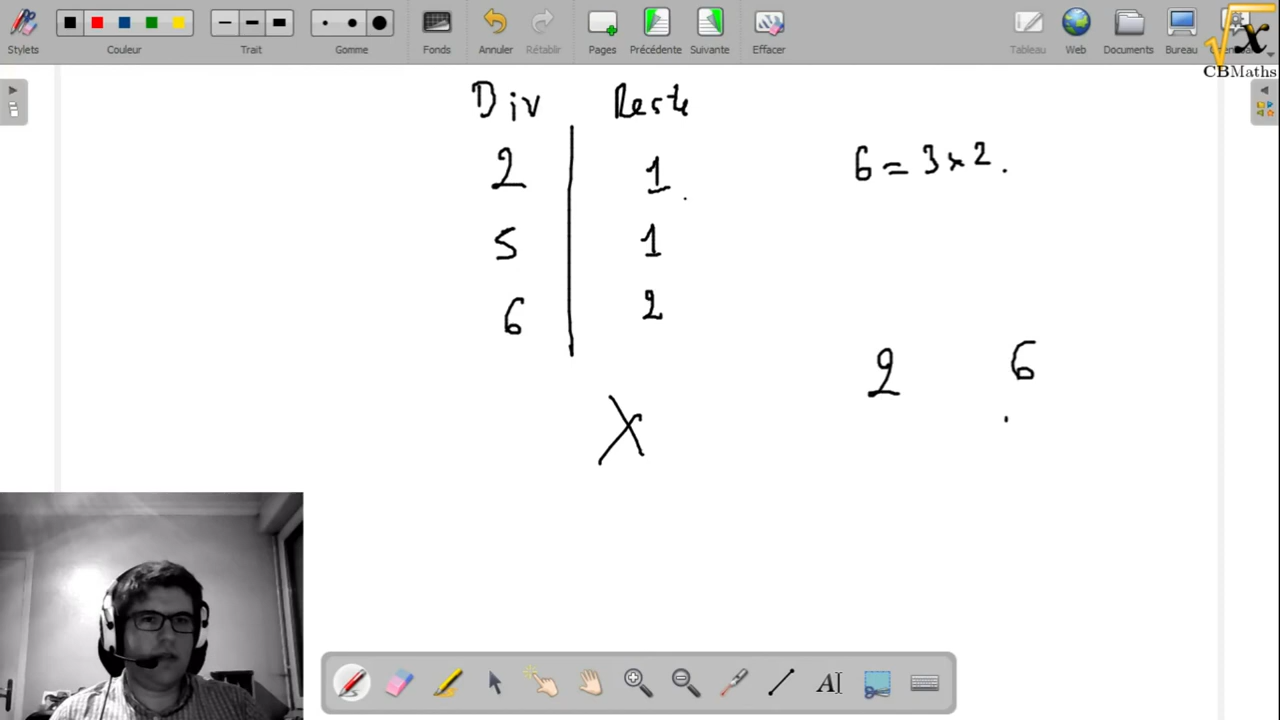 Stylets Couleur Trait Gomme Fonds Annuler Rétablir Pages Précédente Suivante Effacer Tableau Web Documents Bureau
√x
CBMaths
Div Reste
2 1
6 = 3 × 2.
5 1
6 2
2 6
X